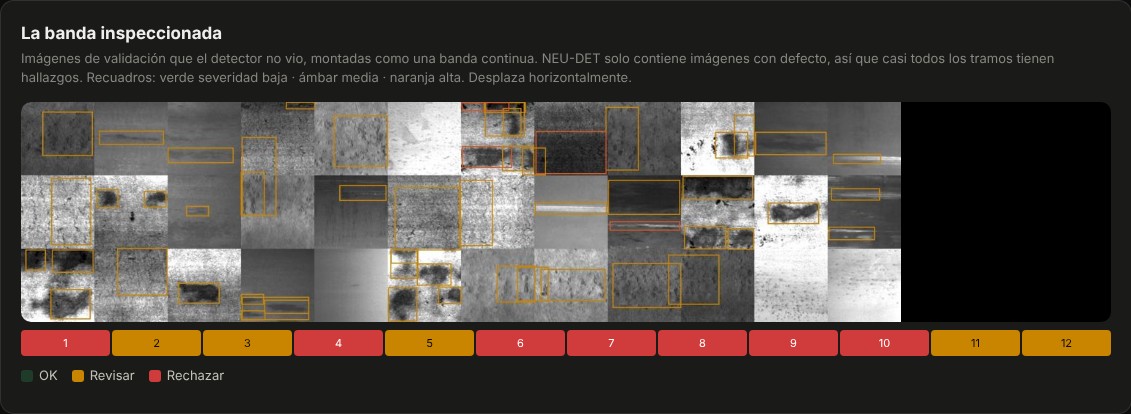 La banda inspeccionada
Imágenes de validación que el detector no vio, montadas como una banda continua. NEU-DET solo contiene imágenes con defecto, así que casi todos los tramos tienen
hallazgos. Recuadros: verde severidad baja · ámbar media · naranja alta. Desplaza horizontalmente.
1 2 3 4 5 6 7 8 9 10 11 12
OK Revisar Rechazar